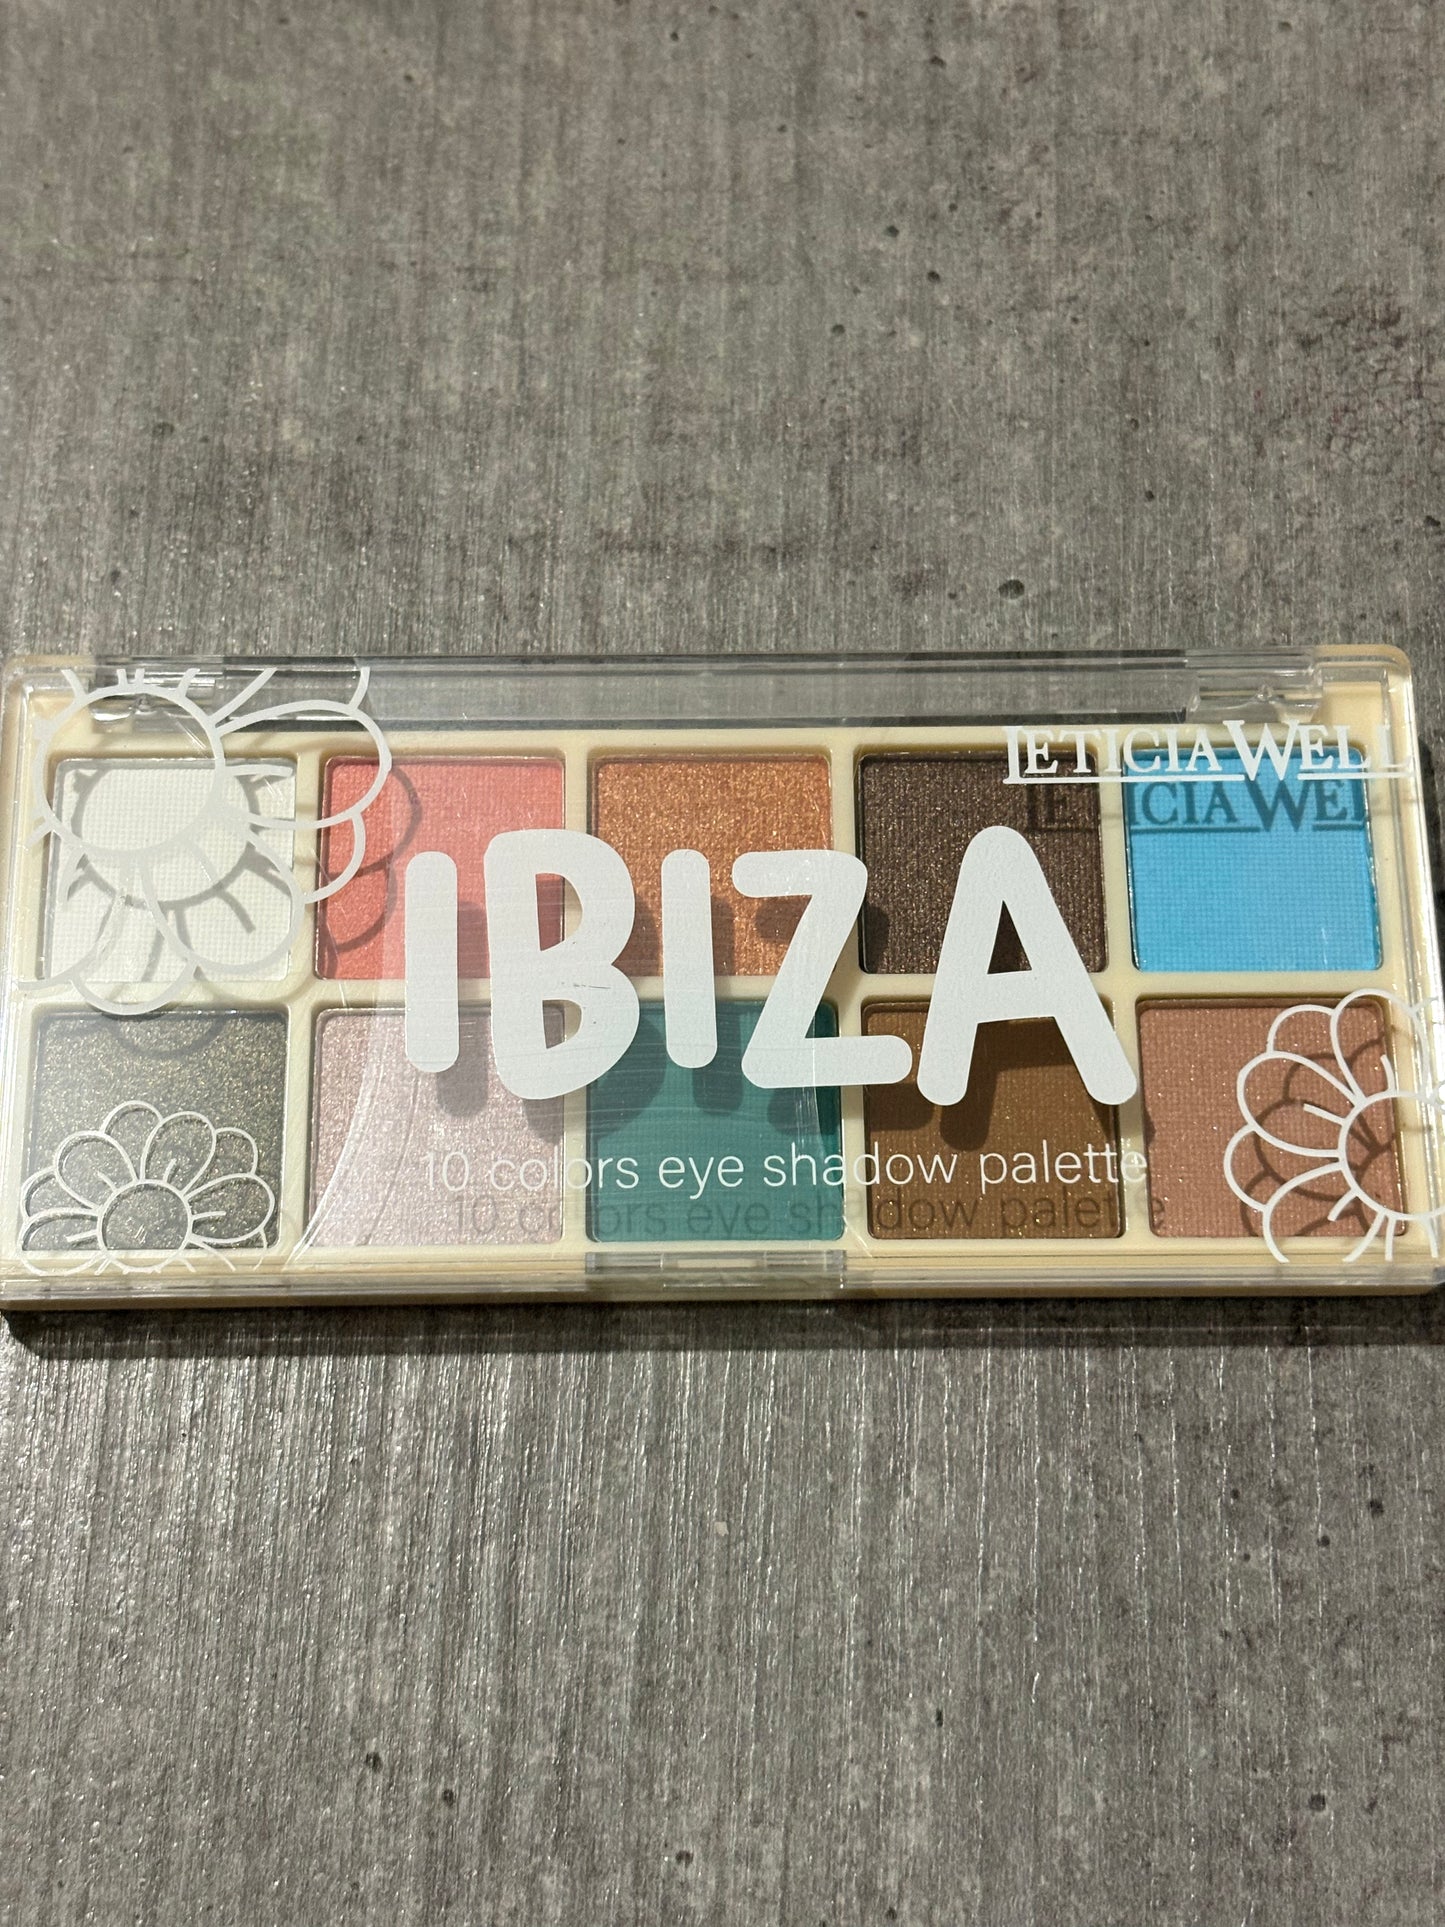 LETICIA WELL
IBIZA
10 colors eye shadow palette